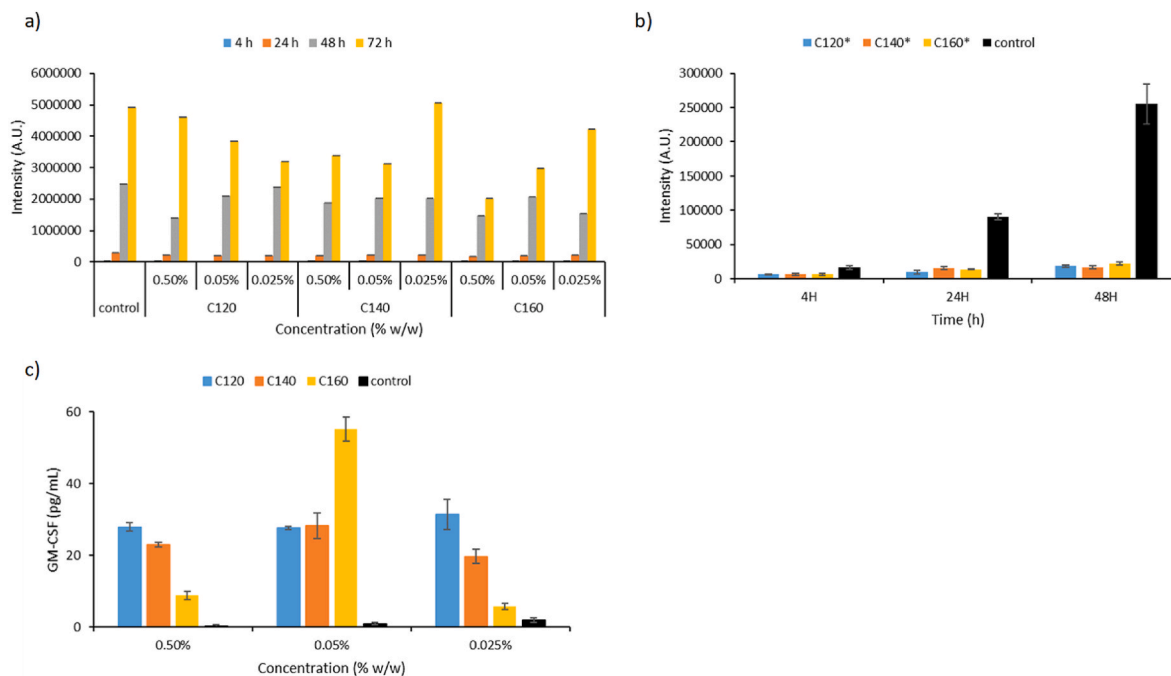 a)
4 h 24 h 48 h 72 h
Intensity (A.U.)
6000000
5000000
4000000
3000000
2000000
1000000
0
0.50% 0.05% 0.025% 0.50% 0.05% 0.025% 0.50% 0.05% 0.025%
control C120 C140 C160
Concentration (% w/w)
b)
C120* C140* C160* control
Intensity (A.U.)
300000
250000
200000
150000
100000
50000
0
4H 24H 48H
Time (h)
c)
C120 C140 C160 control
GM-CSF (pg/mL)
60
40
20
0
0.50% 0.05% 0.025%
Concentration (% w/w)